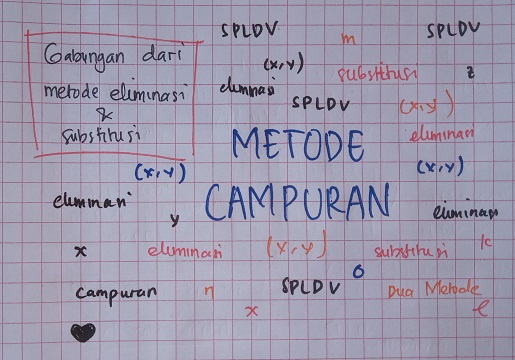 SPLDV
SPLDV
m
Gabungan dari
metode eliminasi
&
substitusi
(x,y)
substitusi
z
eliminasi
SPLDV
(x,y)
METODE
eliminasi
(x,y)
(x,y)
eliminasi
CAMPURAN
eliminasi
y
x
eliminasi
(x,y)
substitusi
k
campuran
n
SPLDV
o
Dua Metode
x
l